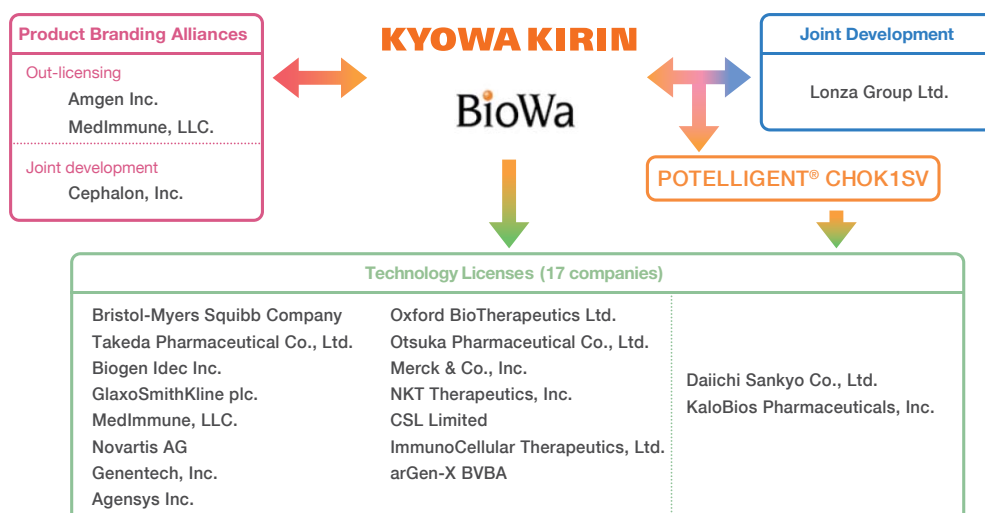 Product Branding Alliances
Out-licensing
Amgen Inc.
MedImmune, LLC.
Joint development
Cephalon, Inc.
KYOWA KIRIN
BioWa
Joint Development
Lonza Group Ltd.
POTELLIGENT® CHOK1SV
Technology Licenses (17 companies)
Bristol-Myers Squibb Company
Takeda Pharmaceutical Co., Ltd.
Biogen Idec Inc.
GlaxoSmithKline plc.
MedImmune, LLC.
Novartis AG
Genentech, Inc.
Agensys Inc.
Oxford BioTherapeutics Ltd.
Otsuka Pharmaceutical Co., Ltd.
Merck & Co., Inc.
NKT Therapeutics, Inc.
CSL Limited
ImmunoCellular Therapeutics, Ltd.
arGen-X BVBA
Daiichi Sankyo Co., Ltd.
KaloBios Pharmaceuticals, Inc.